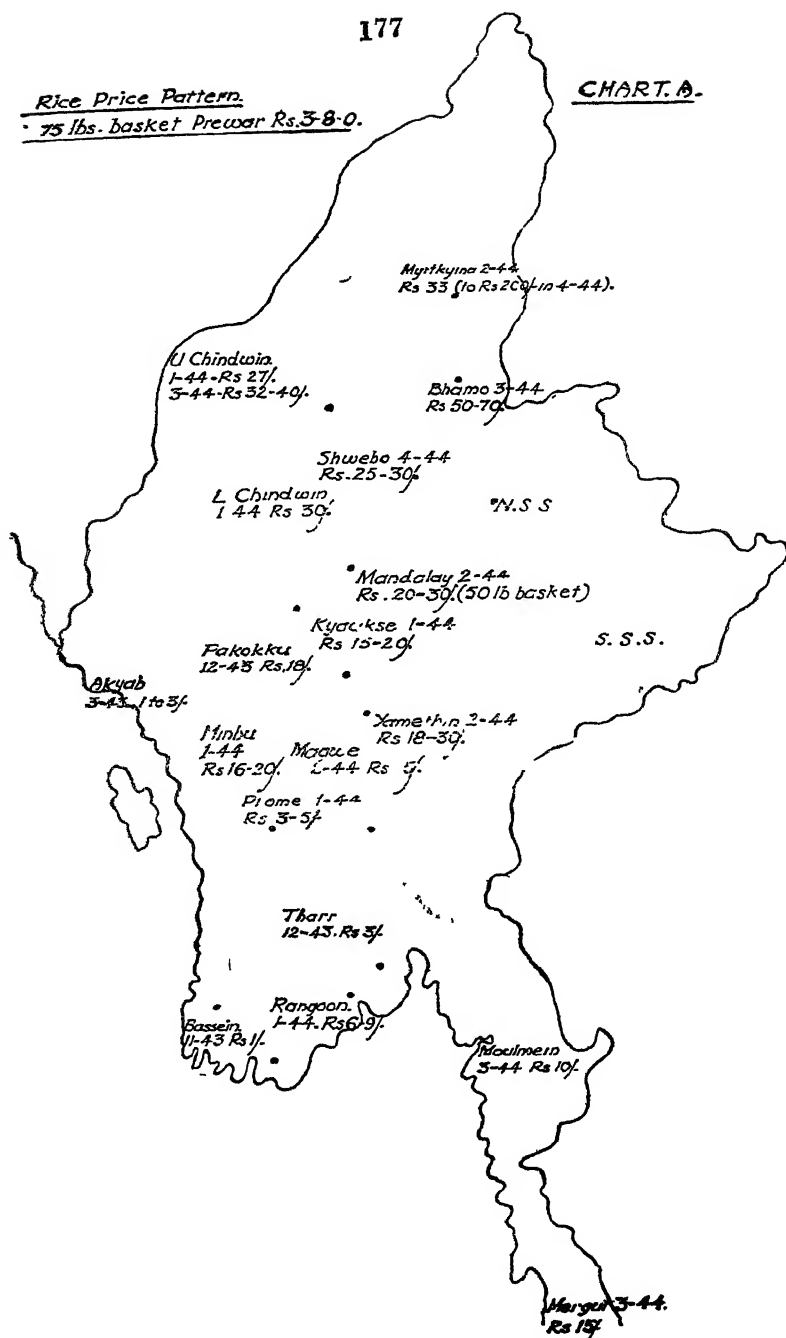 177
Rice Price Pattern.
75 lbs. basket Prewar Rs.3-8-0.
CHART. A.
Myitkyina 2-44
Rs 33 (to Rs 200/- in 4-44).
U Chindwin
1-44-Rs 27/.
3-44-Rs 32-40/.
Bhamo 3-44
Rs 50-70/.
Shwebo 4-44
Rs. 25-30/.
L Chindwin
1 44 Rs 30/.
N.S S
Mandalay 2-44
Rs. 20-30/. (50 lb basket)
Kyaukse 1-44
Rs 15-20/.
S.S.S.
Pakokku
12-43 Rs.18/.
Akyab
3-43. 1 to 3/.
Yamethin 2-44
Rs 18-30/.
Minbu
1-44
Rs 16-20/.
Magwe
2-44 Rs 5/.
Prome 1-44
Rs 3-5/.
Tharr
12-43. Rs 3/.
Rangoon.
1-44. Rs 6-9/.
Bassein
11-43 Rs 1/.
Moulmein
3-44 Rs 10/.
Mergui 3-44.
Rs 15/.